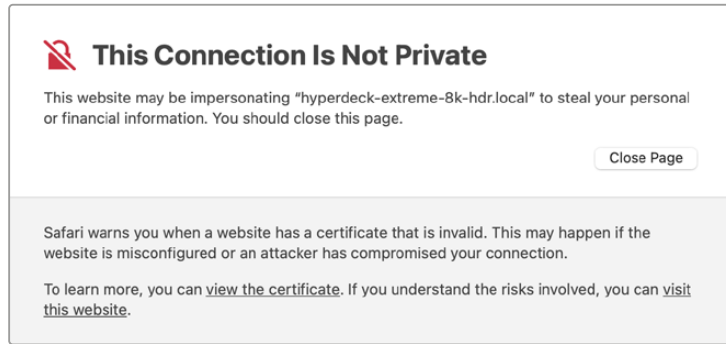 This Connection Is Not Private
This website may be impersonating “hyperdeck-extreme-8k-hdr.local” to steal your personal
or financial information. You should close this page.
Close Page
Safari warns you when a website has a certificate that is invalid. This may happen if the
website is misconfigured or an attacker has compromised your connection.
To learn more, you can view the certificate. If you understand the risks involved, you can visit
this website.